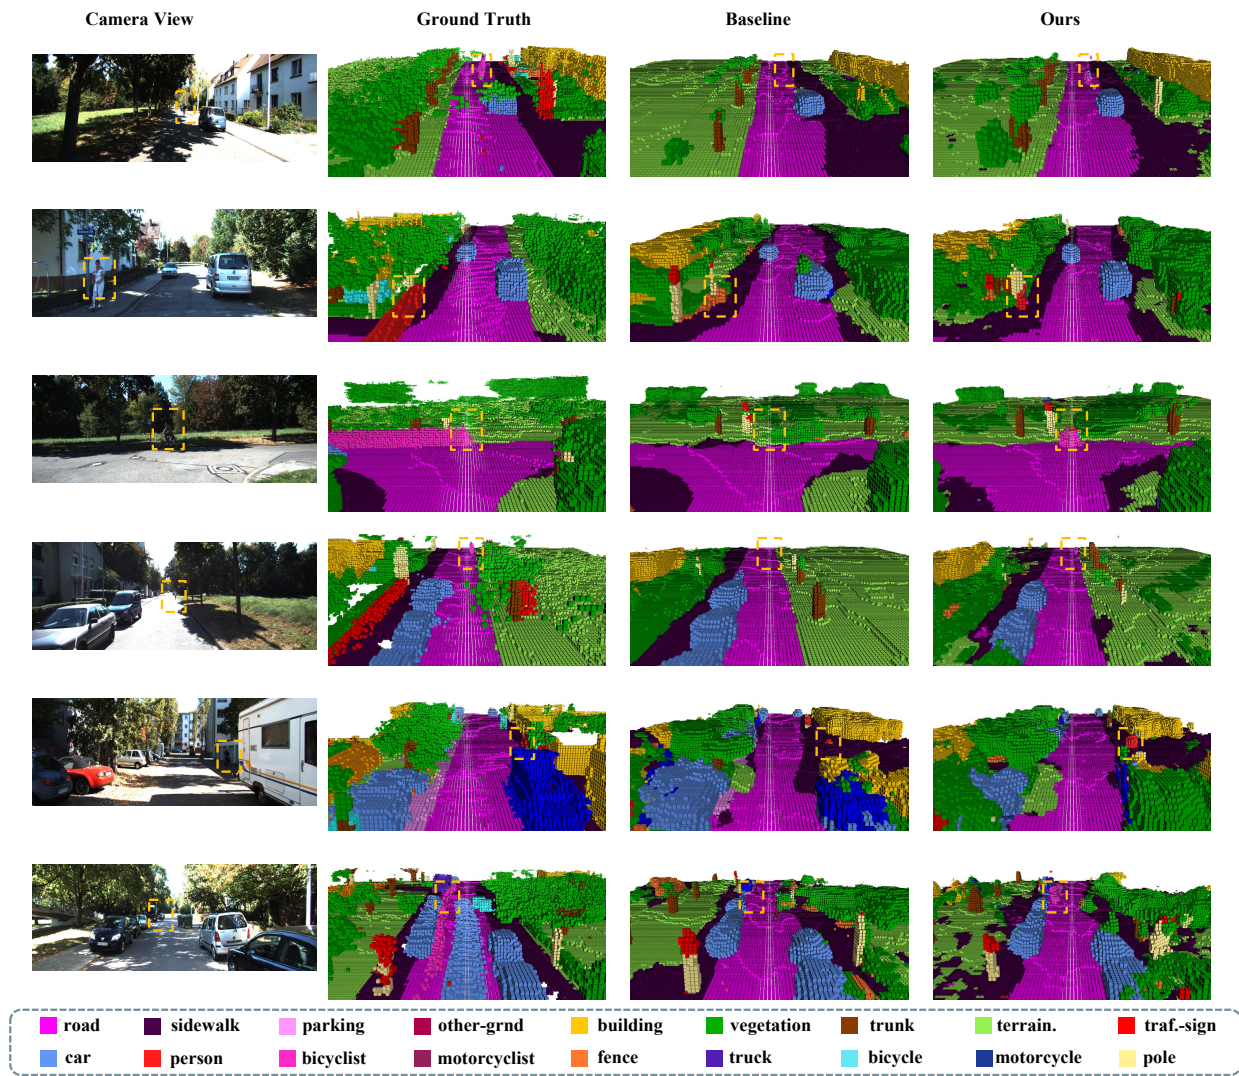 Camera View Ground Truth Baseline Ours
road sidewalk parking other-grnd building vegetation trunk terrain. traf.-sign
car person bicyclist motorcyclist fence truck bicycle motorcycle pole